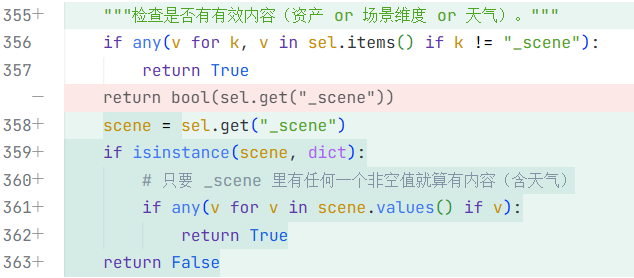 355+ """检查是否有有效内容（资产 or 场景维度 or 天气）。"""
356 if any(v for k, v in sel.items() if k != "_scene"):
357 return True
— return bool(sel.get("_scene"))
358+ scene = sel.get("_scene")
359+ if isinstance(scene, dict):
360+ # 只要 _scene 里有任何一个非空值就算有内容（含天气）
361+ if any(v for v in scene.values() if v):
362+ return True
363+ return False